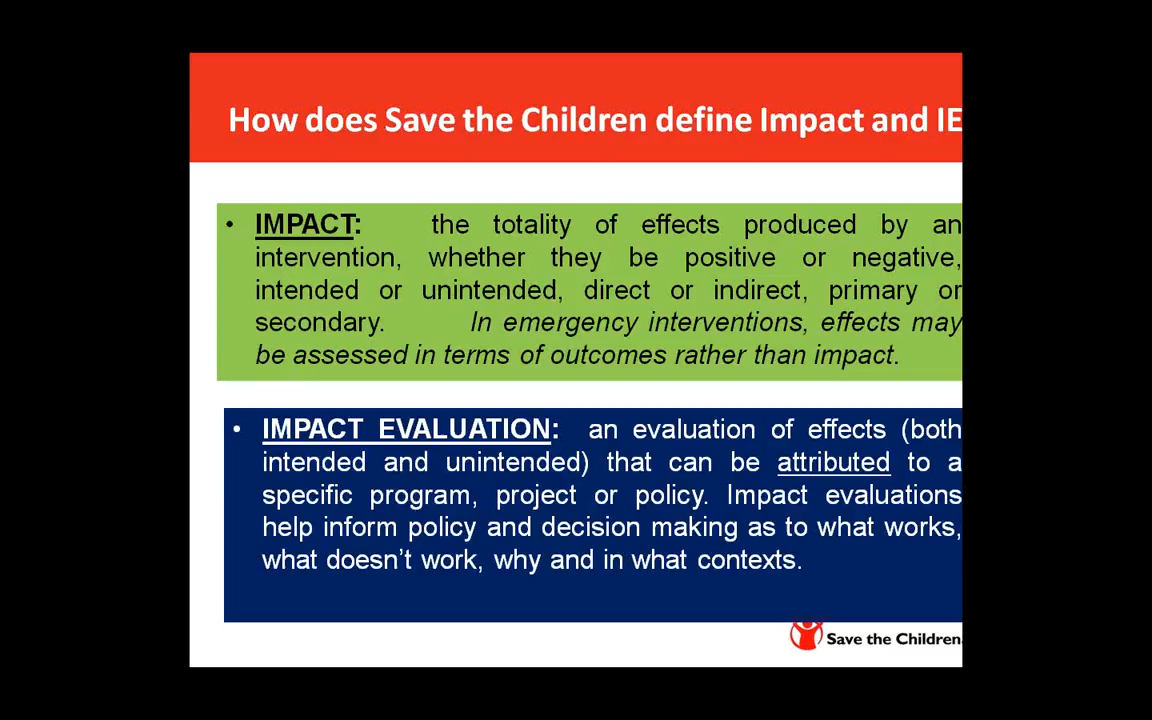 How does Save the Children define Impact and IE
• IMPACT: the totality of effects produced by an
intervention, whether they be positive or negative,
intended or unintended, direct or indirect, primary or
secondary. In emergency interventions, effects may
be assessed in terms of outcomes rather than impact.
• IMPACT EVALUATION: an evaluation of effects (both
intended and unintended) that can be attributed to a
specific program, project or policy. Impact evaluations
help inform policy and decision making as to what works,
what doesn’t work, why and in what contexts.
Save the Children